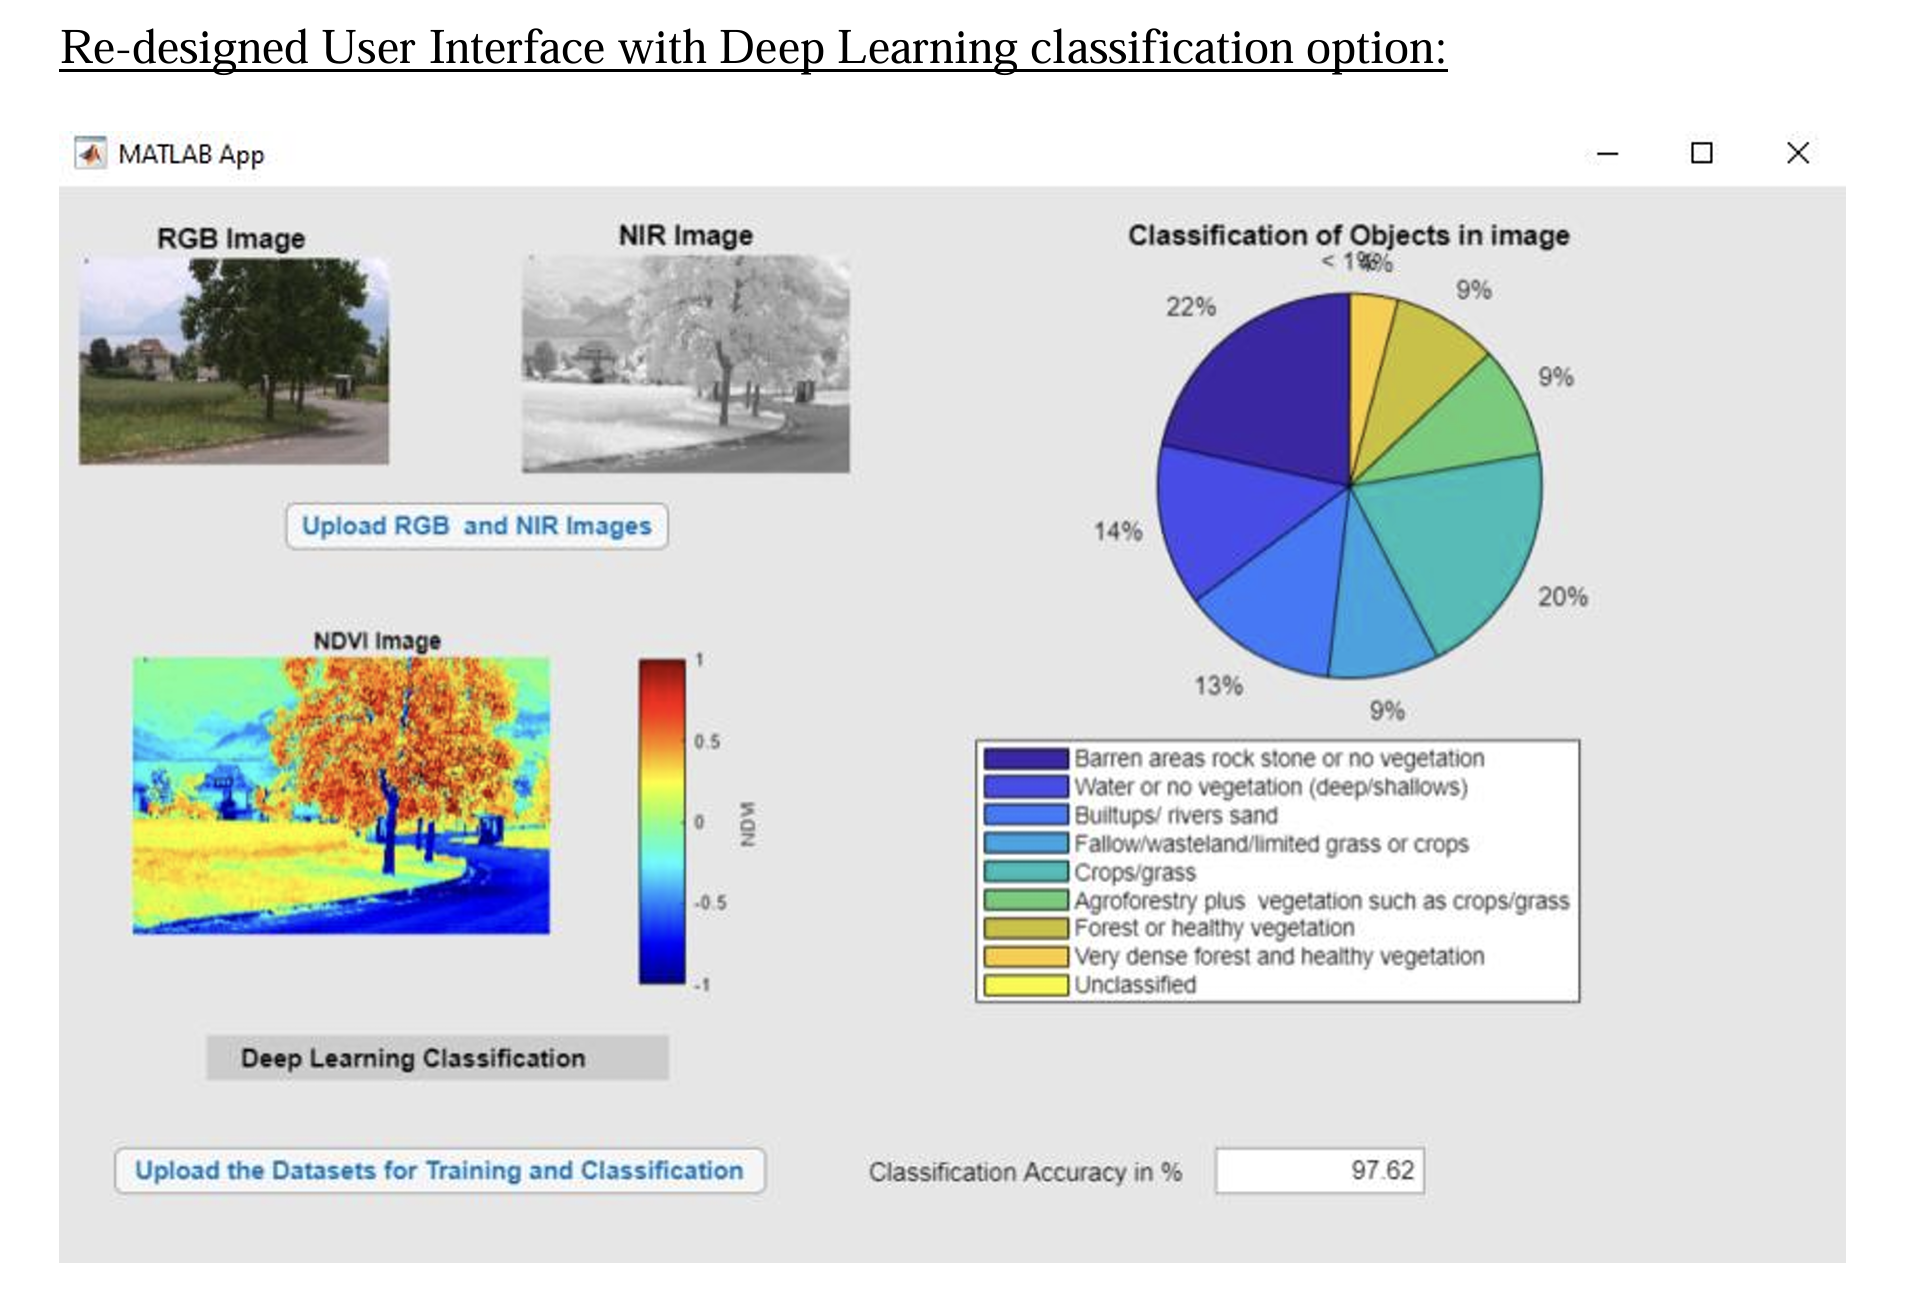 Re-designed User Interface with Deep Learning classification option:
MATLAB App
RGB Image
NIR Image
Upload RGB  and NIR Images
NDVI Image
1
0.5
0
-0.5
-1
NDVI
Deep Learning Classification
Upload the Datasets for Training and Classification
Classification of Objects in image
< 1%
9%
9%
20%
9%
13%
14%
22%
Barren areas rock stone or no vegetation
Water or no vegetation (deep/shallows)
Builtups/ rivers sand
Fallow/wasteland/limited grass or crops
Crops/grass
Agroforestry plus  vegetation such as crops/grass
Forest or healthy vegetation
Very dense forest and healthy vegetation
Unclassified
Classification Accuracy in %
97.62